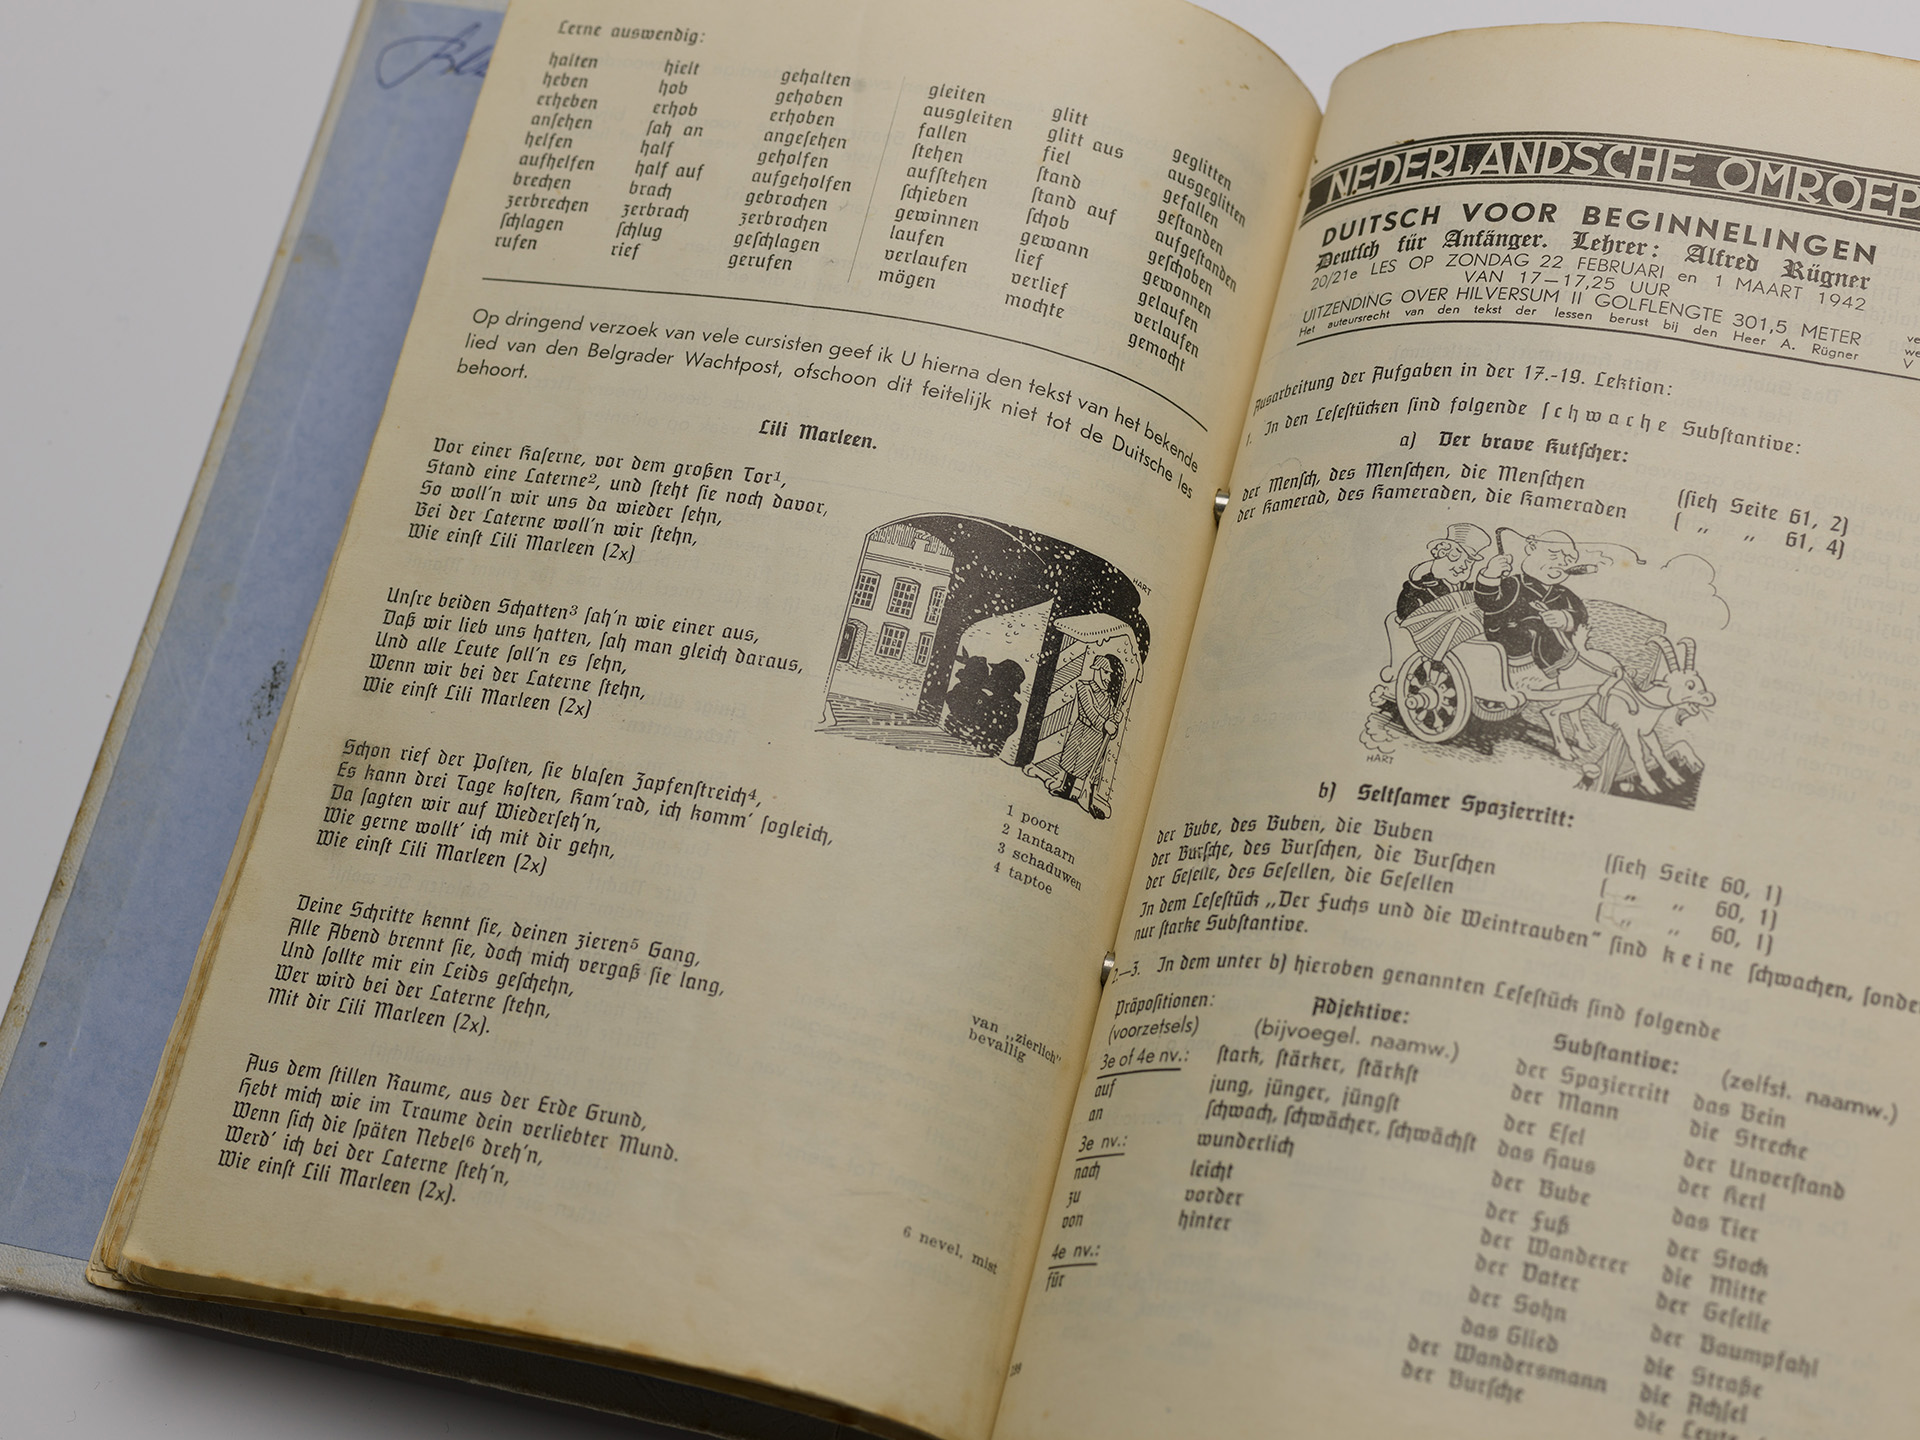 Lerne auswendig:
halten hielt gehalten
heben hob gehoben
erheben erhob erhoben
ansehen sah an angesehen
helfen half geholfen
aufhelfen half auf aufgeholfen
brechen brach gebrochen
zerbrechen zerbrach zerbrochen
schlagen schlug geschlagen
rufen rief gerufen
gleiten glitt geglitten
ausgleiten glitt aus ausgeglitten
fallen fiel gefallen
stehen stand gestanden
aufstehen stand auf aufgestanden
schieben schob geschoben
gewinnen gewann gewonnen
laufen lief gelaufen
verlaufen verlief verlaufen
mögen mochte gemocht
Op dringend verzoek van vele cursisten geef ik U hierna den tekst van het bekende
lied van den Belgrader Wachtpost, ofschoon dit feitelijk niet tot de Duitsche les
behoort.
Lili Marleen.
Vor einer Kaserne, vor dem großen Tor¹,
Stand eine Laterne², und steht sie noch davor,
So woll'n wir uns da wieder sehn,
Bei der Laterne woll'n wir stehn,
Wie einst Lili Marleen (2x)
Unsre beiden Schatten³ sah'n wie einer aus,
Daß wir lieb uns hatten, sah man gleich daraus,
Und alle Leute soll'n es sehn,
Wenn wir bei der Laterne stehn,
Wie einst Lili Marleen (2x)
Schon rief der Posten, sie blasen Zapfenstreich⁴,
Es kann drei Tage kosten, Kam'rad, ich komm' sogleich,
Da sagten wir auf Wiederseh'n,
Wie gerne wollt' ich mit dir gehn,
Wie einst Lili Marleen (2x)
Deine Schritte kennt sie, deinen zieren⁵ Gang,
Alle Abend brennt sie, doch mich vergaß sie lang,
Und sollte mir ein Leids geschehn,
Wer wird bei der Laterne stehn,
Mit dir Lili Marleen (2x).
Aus dem stillen Raume, aus der Erde Grund,
Hebt mich wie im Traume dein verliebter Mund.
Wenn sich die späten Nebel⁶ dreh'n,
Werd' ich bei der Laterne steh'n,
Wie einst Lili Marleen (2x).
HART
1 poort
2 lantaarn
3 schaduwen
4 taptoe
van „zierlich"
bevallig
6 nevel, mist
NEDERLANDSCHE OMROEP
DUITSCH VOOR BEGINNELINGEN
Deutsch für Anfänger. Lehrer: Alfred Rügner
20/21e LES OP ZONDAG 22 FEBRUARI en 1 MAART 1942
VAN 17—17,25 UUR
UITZENDING OVER HILVERSUM II GOLFLENGTE 301,5 METER
Het auteursrecht van den tekst der lessen berust bij den Heer A. Rügner
Ausarbeitung der Aufgaben in der 17.-19. Lektion:
1. In den Lesestücken sind folgende schwache Substantive:
a) Der brave Kutscher:
der Mensch, des Menschen, die Menschen (sieh Seite 61, 2)
der Kamerad, des Kameraden, die Kameraden ( „ „ 61, 4)
HART
b) Seltsamer Spazierritt:
der Bube, des Buben, die Buben (sieh Seite 60, 1)
der Bursche, des Burschen, die Burschen ( „ „ 60, 1)
der Geselle, des Gesellen, die Gesellen ( „ „ 60, 1)
In dem Lesestück „Der Fuchs und die Weintrauben" sind keine schwachen, sonder
nur starke Substantive.
2.—3. In dem unter b) hieroben genannten Lesestück sind folgende
Präpositionen: Adjektive: Substantive:
(voorzetsels) (bijvoegel. naamw.) (zelfst. naamw.)
3e of 4e nv.:
auf
an
3e nv.:
nach
zu
von
4e nv.:
für
stark, stärker, stärkst
jung, jünger, jüngst
schwach, schwächer, schwächst
wunderlich
leicht
vorder
hinter
der Spazierritt
der Mann
der Esel
das Haus
der Bube
der Fuß
der Wanderer
der Vater
der Sohn
das Glied
der Wandersmann
der Bursche
das Bein
die Strecke
der Unverstand
der Kerl
das Tier
der Stock
die Mitte
der Geselle
der Baumpfahl
die Straße
die Achsel
die Leute